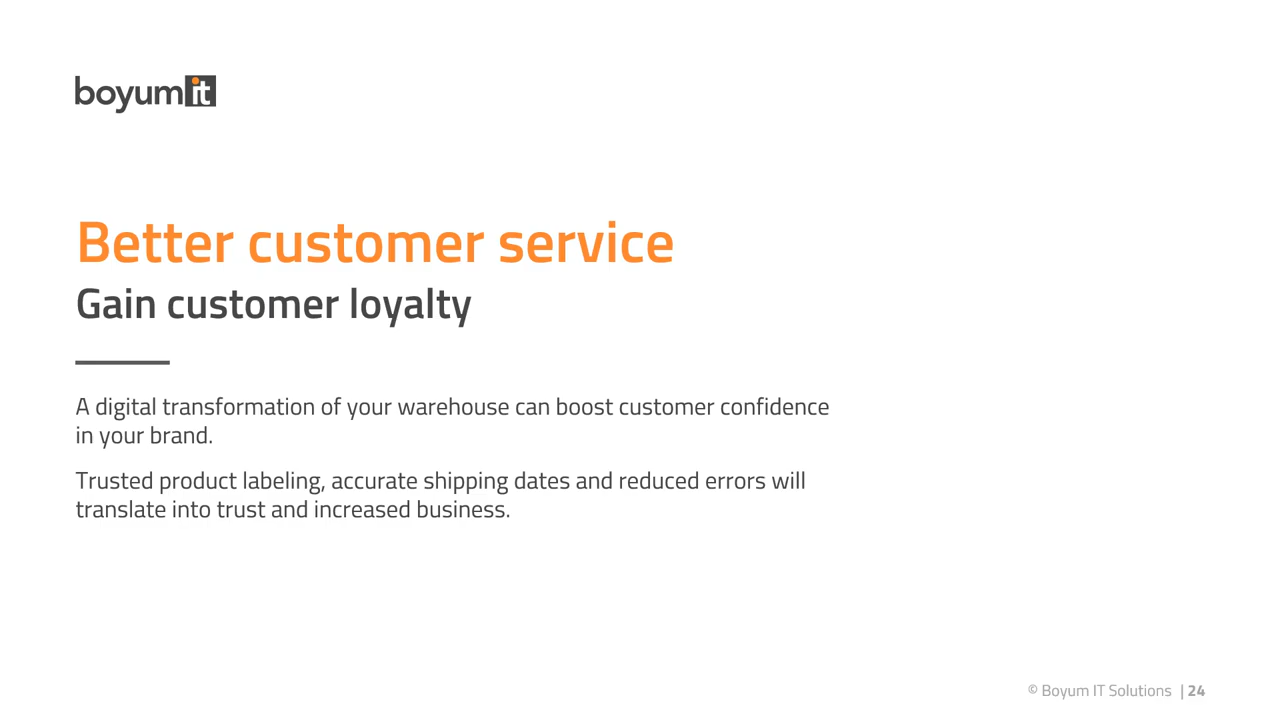 boyumit
Better customer service
Gain customer loyalty
A digital transformation of your warehouse can boost customer confidence
in your brand.
Trusted product labeling, accurate shipping dates and reduced errors will
translate into trust and increased business.
© Boyum IT Solutions | 24